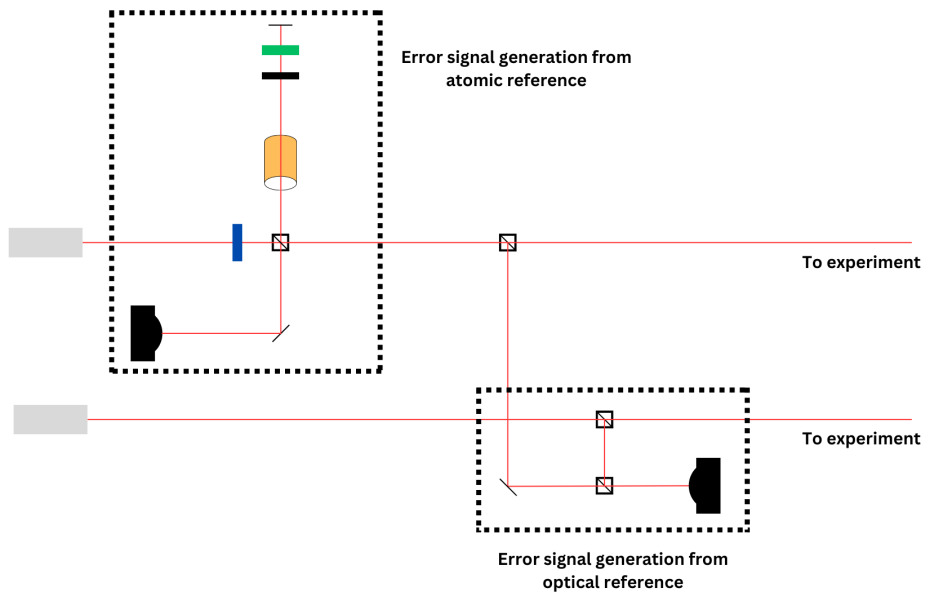 Error signal generation from
atomic reference
To experiment
To experiment
Error signal generation from
optical reference